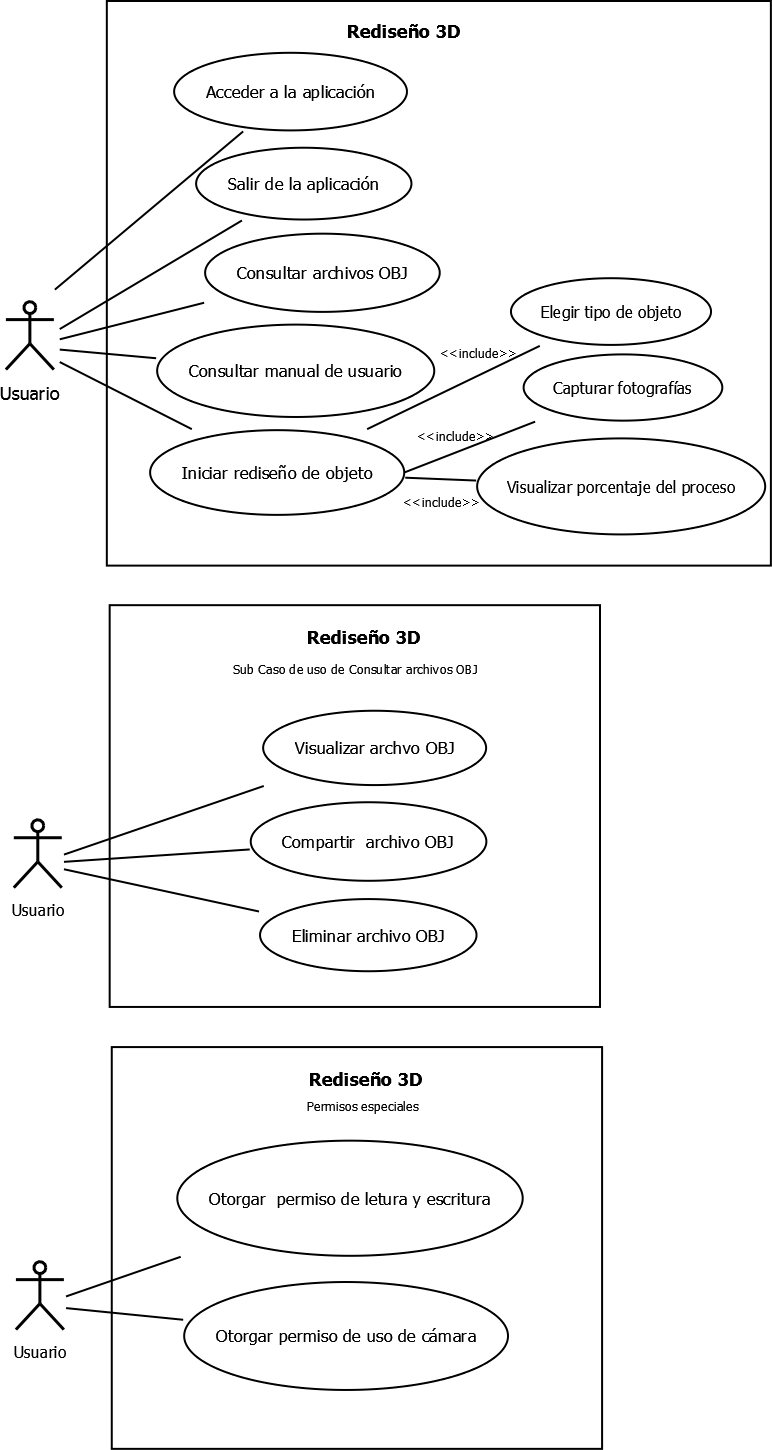 Rediseño 3D
Acceder a la aplicación
Salir de la aplicación
Consultar archivos OBJ
Elegir tipo de objeto
<<include>>
Consultar manual de usuario
Capturar fotografías
Usuario
<<include>>
Iniciar rediseño de objeto
Visualizar porcentaje del proceso
<<include>>
Rediseño 3D
Sub Caso de uso de Consultar archivos OBJ
Visualizar archvo OBJ
Compartir  archivo OBJ
Usuario
Eliminar archivo OBJ
Rediseño 3D
Permisos especiales
Otorgar  permiso de letura y escritura
Otorgar permiso de uso de cámara
Usuario